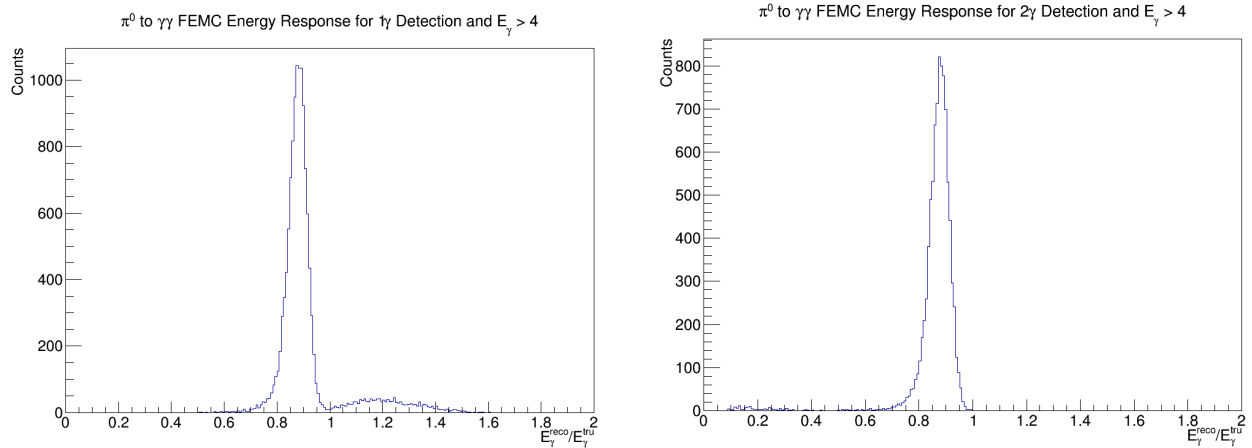 π⁰ to γγ FEMC Energy Response for 1γ Detection and E_γ > 4
Counts
1000
800
600
400
200
0
0 0.2 0.4 0.6 0.8 1 1.2 1.4 1.6 1.8 2
E_γ^reco/E_γ^tru
π⁰ to γγ FEMC Energy Response for 2γ Detection and E_γ > 4
Counts
800
700
600
500
400
300
200
100
0
0 0.2 0.4 0.6 0.8 1 1.2 1.4 1.6 1.8 2
E_γ^reco/E_γ^tru